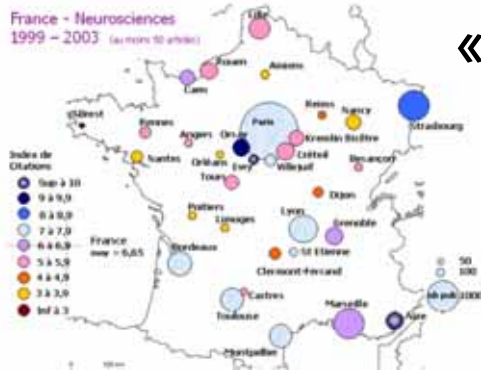 France - Neurosciences
1999 – 2003 (au moins 50 articles)
«
Lille
Rouen
Amiens
Caen
Reims
Nancy
Brest
Paris
Strasbourg
Rennes
Angers
Orsay
Kremlin Bicêtre
Créteil
Nantes
Orléans
Evry
Villejuif
Besançon
Index de
Citations
Tours
Sup à 10
9 à 9,9
8 à 8,9
7 à 7,9
6 à 6,9
5 à 5,9
4 à 4,9
3 à 3,9
Inf à 3
Dijon
Poitiers
Limoges
Lyon
Grenoble
France
moy = 6,65
Bordeaux
St Etienne
Clermont-Ferrand
50
100
nb pub 1000
Castres
Toulouse
Marseille
Montpellier